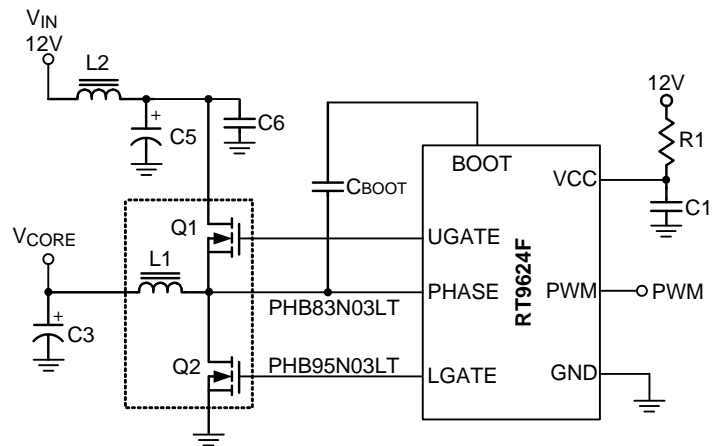 VIN
12V
L2
C5
C6
12V
R1
CBOOT
BOOT
VCC
C1
VCORE
L1
Q1
UGATE
RT9624F
PHASE
PWM
PWM
PHB83N03LT
C3
Q2
PHB95N03LT
LGATE
GND